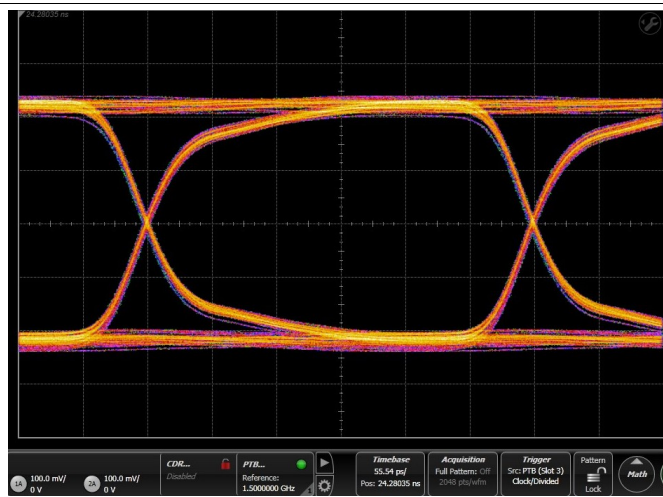 24.28035 ns
CDR...
Disabled
PTB...
Reference:
1.5000000 GHz
1
Timebase
55.54 ps/
Pos: 24.28035 ns
Acquisition
Full Pattern: Off
2048 pts/wfm
Trigger
Src: PTB (Slot 3)
Clock/Divided
Pattern
Lock
Math
1A 100.0 mV/
0 V
2A 100.0 mV/
0 V